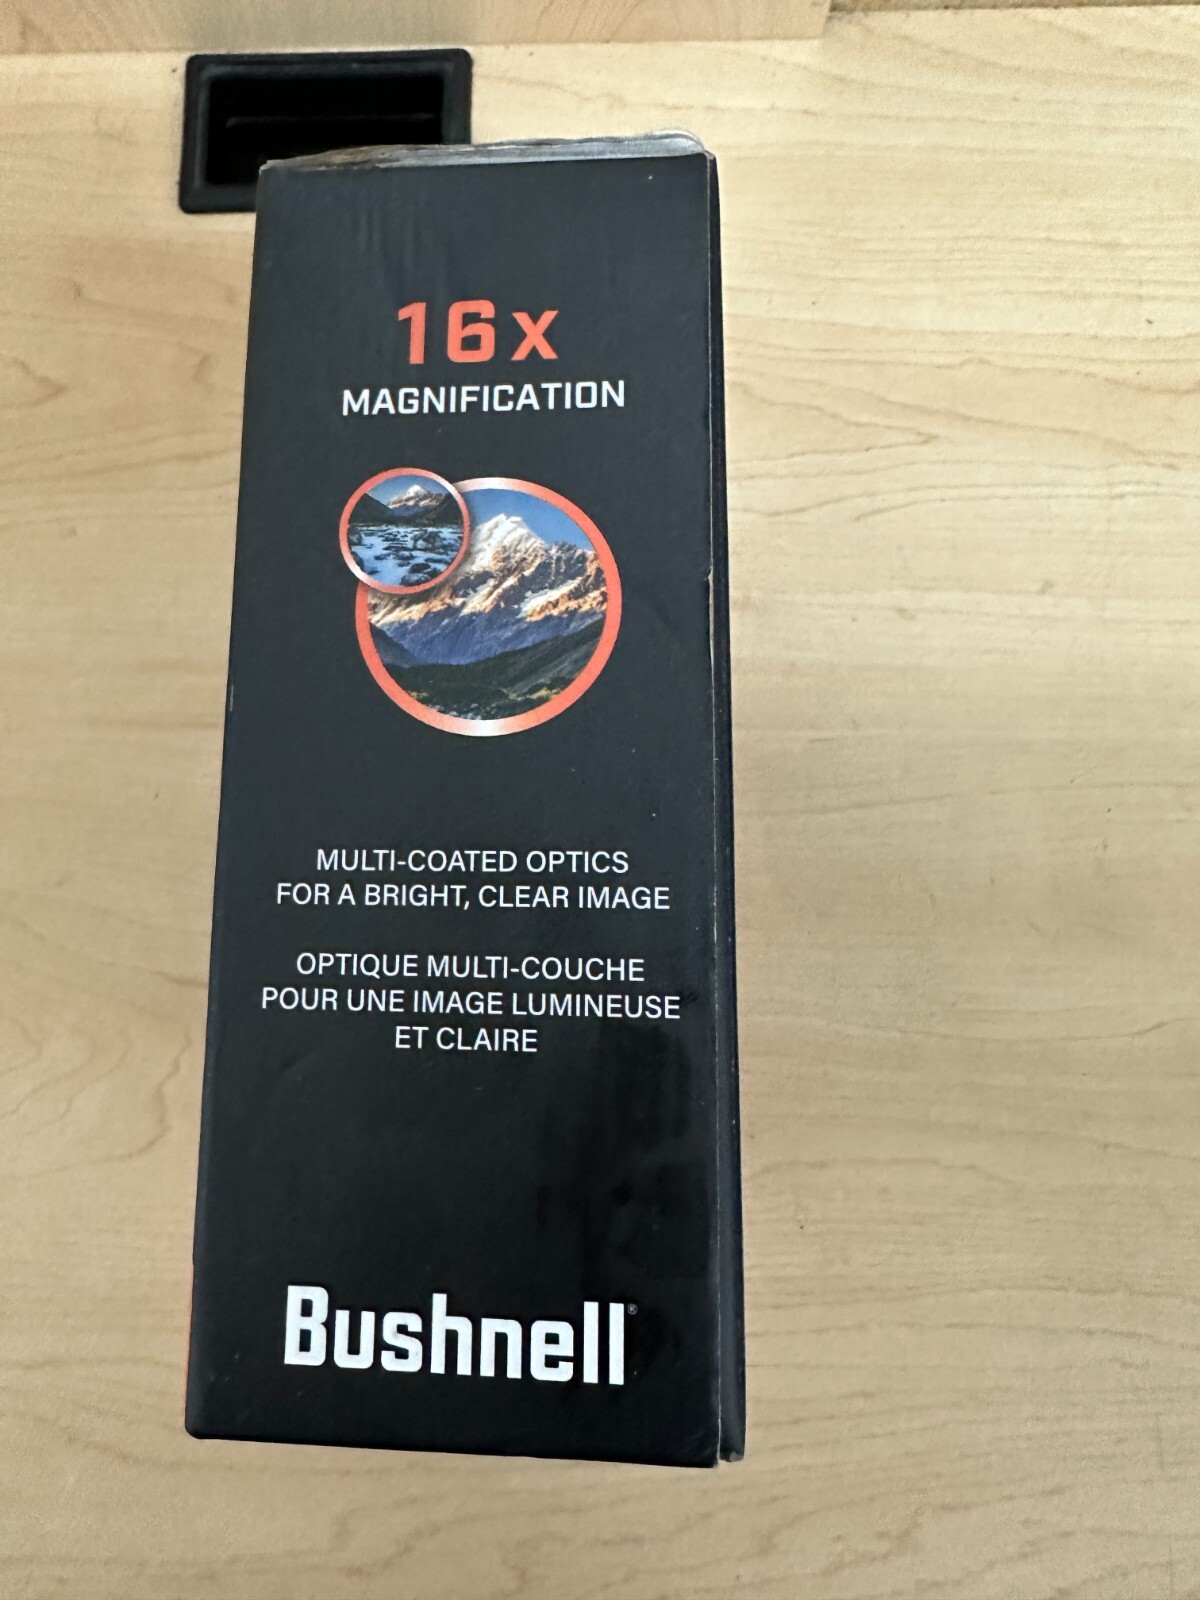 16x
MAGNIFICATION
MULTI-COATED OPTICS
FOR A BRIGHT, CLEAR IMAGE
OPTIQUE MULTI-COUCHE
POUR UNE IMAGE LUMINEUSE
ET CLAIRE
Bushnell®